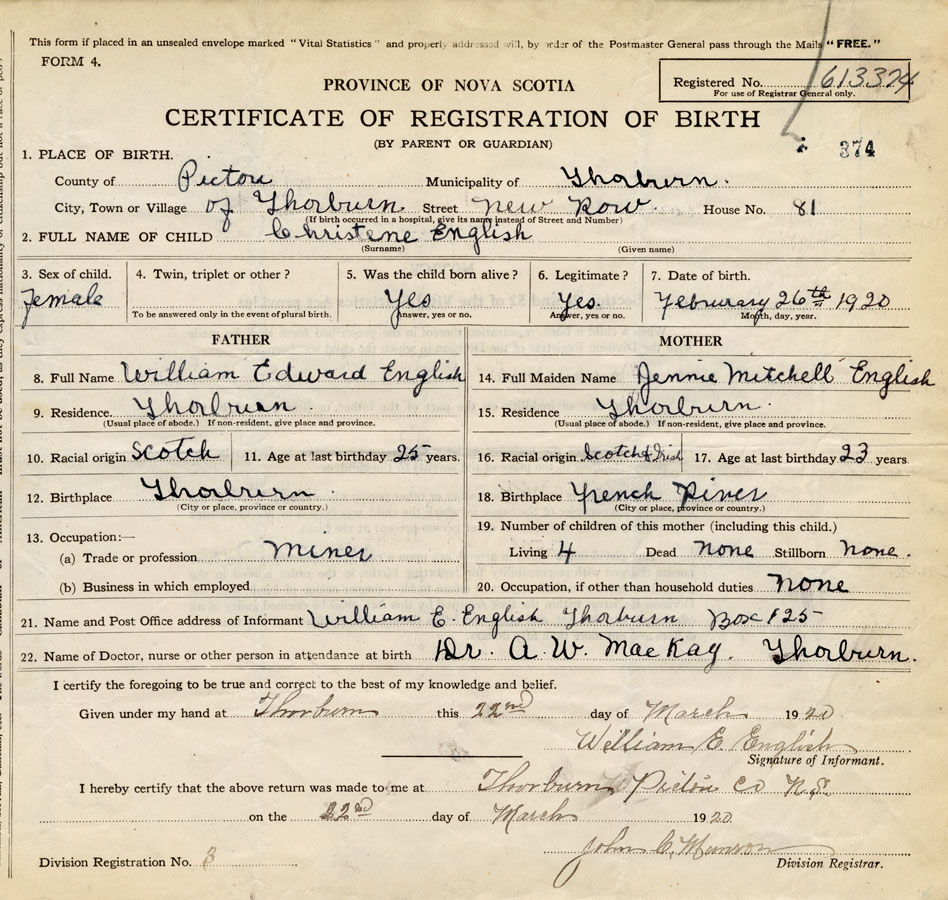 This form if placed in an unsealed envelope marked "Vital Statistics" and properly addressed will, by order of the Postmaster General pass through the Mails "FREE."
FORM 4.
Registered No. 613374
For use of Registrar General only.
PROVINCE OF NOVA SCOTIA
CERTIFICATE OF REGISTRATION OF BIRTH
(BY PARENT OR GUARDIAN)
374
1. PLACE OF BIRTH.
County of Pictou Municipality of Thorburn.
City, Town or Village of Thorburn Street New Row House No. 81
(If birth occurred in a hospital, give its name instead of Street and Number)
2. FULL NAME OF CHILD Christene English
(Surname) (Given name)
3. Sex of child. 4. Twin, triplet or other? 5. Was the child born alive? 6. Legitimate? 7. Date of birth.
Female Yes Yes. Februrary 26th 1920
To be answered only in the event of plural birth. Answer, yes or no. Answer, yes or no. Month, day, year.
FATHER MOTHER
8. Full Name William Edward English 14. Full Maiden Name Jennie Mitchell English
9. Residence. Thorburn. 15. Residence Thorburn.
(Usual place of abode.) If non-resident, give place and province. (Usual place of abode.) If non-resident, give place and province.
10. Racial origin Scotch 11. Age at last birthday 25 years. 16. Racial origin Scotch & Irish 17. Age at last birthday 23 years.
12. Birthplace Thorburn. 18. Birthplace French River
(City or place, province or country.) (City or place, province or country.)
19. Number of children of this mother (including this child.)
13. Occupation:—
(a) Trade or profession Miner Living 4 Dead None Stillborn None.
(b) Business in which employed 20. Occupation, if other than household duties None
21. Name and Post Office address of Informant William E. English Thorburn Box 125
22. Name of Doctor, nurse or other person in attendance at birth Dr. A. W. MacKay. Thorburn.
I certify the foregoing to be true and correct to the best of my knowledge and belief.
Given under my hand at Thorburn this 22nd day of March 1920
William E. English
Signature of Informant.
I hereby certify that the above return was made to me at Thorburn Pictou Co N.S.
on the 22nd day of March 1920
John C. Munron
Division Registration No. 3 Division Registrar.